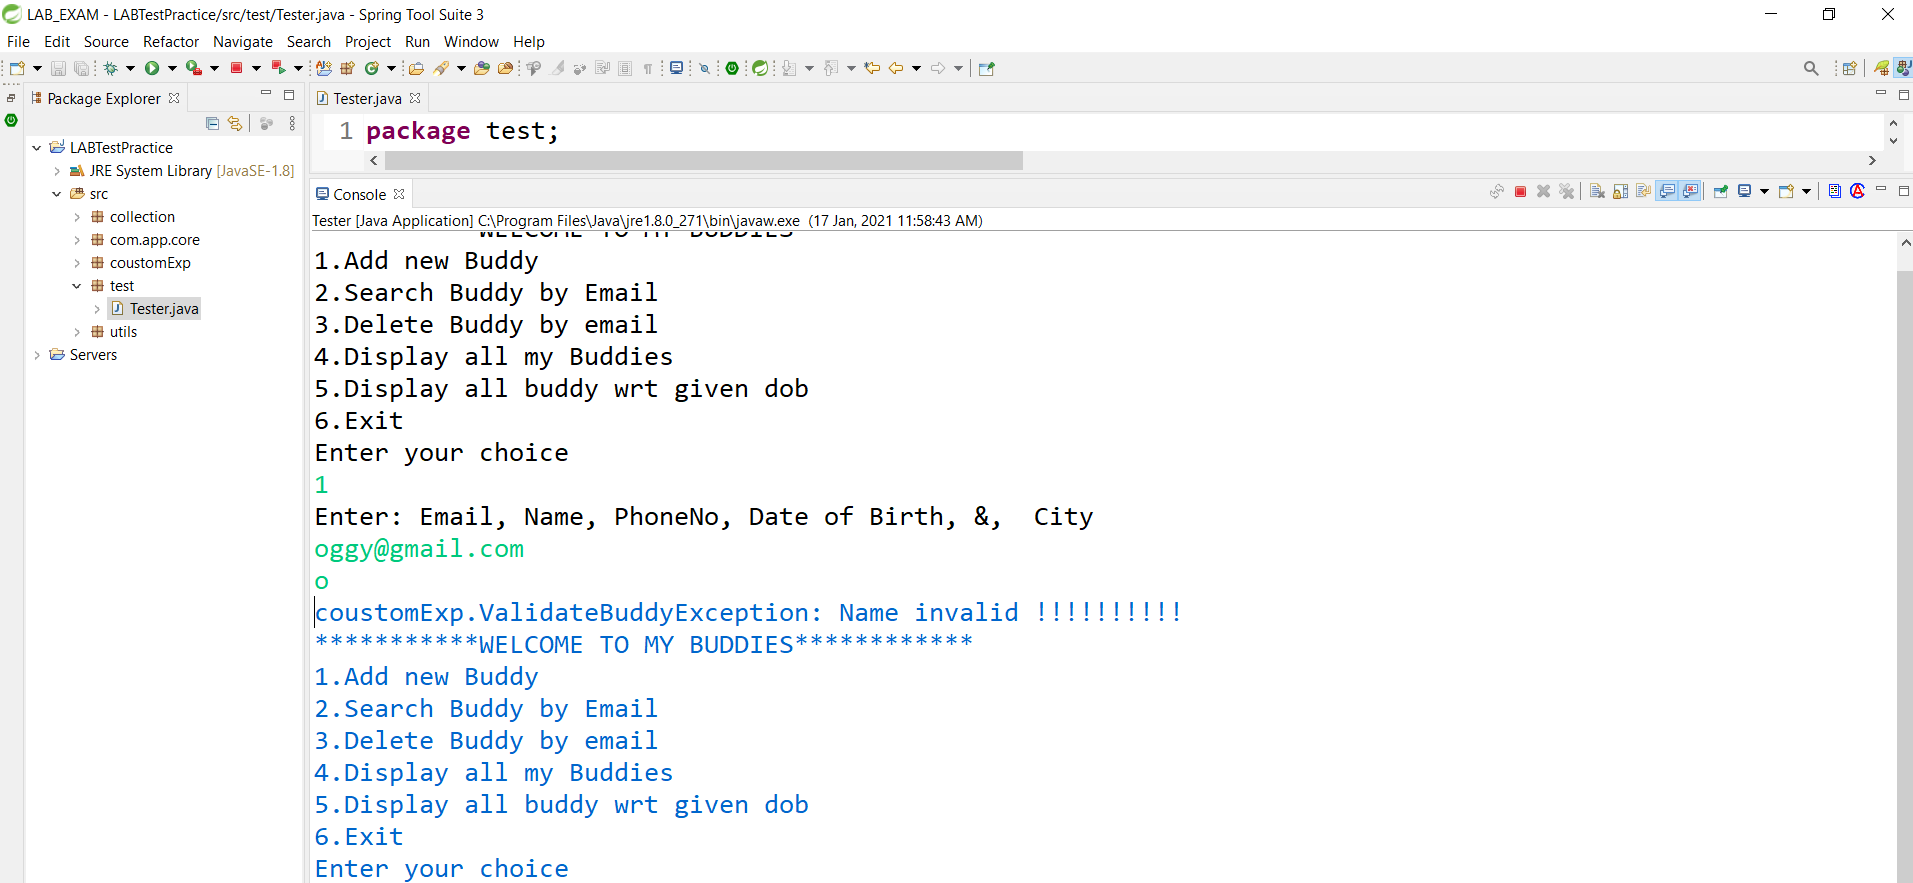 LAB_EXAM - LABTestPractice/src/test/Tester.java - Spring Tool Suite 3
File Edit Source Refactor Navigate Search Project Run Window Help
Package Explorer
LABTestPractice
JRE System Library [JavaSE-1.8]
src
collection
com.app.core
coustomExp
test
Tester.java
utils
Servers
Tester.java
1 package test;
Console
Tester [Java Application] C:\Program Files\Java\jre1.8.0_271\bin\javaw.exe (17 Jan, 2021 11:58:43 AM)
WELCOME TO MY BUDDIES
1.Add new Buddy
2.Search Buddy by Email
3.Delete Buddy by email
4.Display all my Buddies
5.Display all buddy wrt given dob
6.Exit
Enter your choice
1
Enter: Email, Name, PhoneNo, Date of Birth, &,  City
oggy@gmail.com
o
coustomExp.ValidateBuddyException: Name invalid !!!!!!!!!!
***********WELCOME TO MY BUDDIES************
1.Add new Buddy
2.Search Buddy by Email
3.Delete Buddy by email
4.Display all my Buddies
5.Display all buddy wrt given dob
6.Exit
Enter your choice